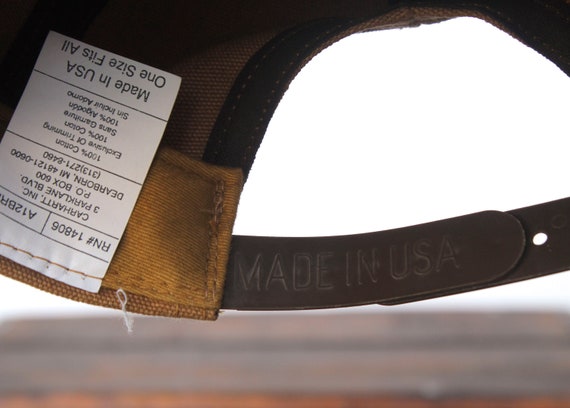 RN# 14806 A12BR
CARHARTT, INC.
3 PARKLANE BLVD.
P.O. BOX 600
DEARBORN, MI 48121-0600
(313)271-8460
100% Cotton
Exclusive Of Trimming
100% Coton
Sans Garniture
100% Algodón
Sin Incluir Adorno
Made In USA
One Size Fits All
MADE IN USA